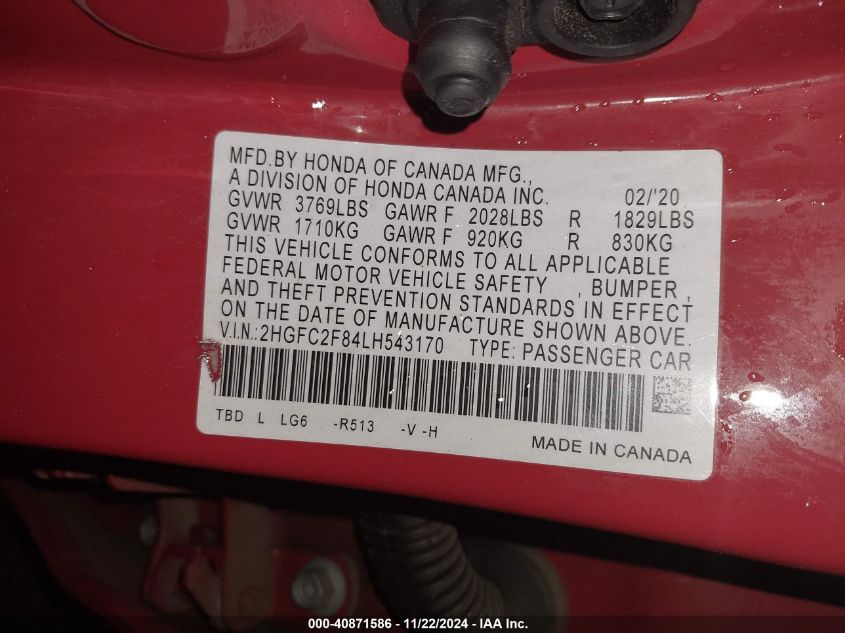 MFD.BY HONDA OF CANADA MFG.,
A DIVISION OF HONDA CANADA INC. 02/'20
GVWR 3769LBS GAWR F 2028LBS R 1829LBS
GVWR 1710KG GAWR F 920KG R 830KG
THIS VEHICLE CONFORMS TO ALL APPLICABLE
FEDERAL MOTOR VEHICLE SAFETY , BUMPER ,
AND THEFT PREVENTION STANDARDS IN EFFECT
ON THE DATE OF MANUFACTURE SHOWN ABOVE.
V.I.N.:2HGFC2F84LH543170 TYPE: PASSENGER CAR
TBD L LG6 -R513 -V -H
MADE IN CANADA
000-40871586 - 11/22/2024 - IAA Inc.